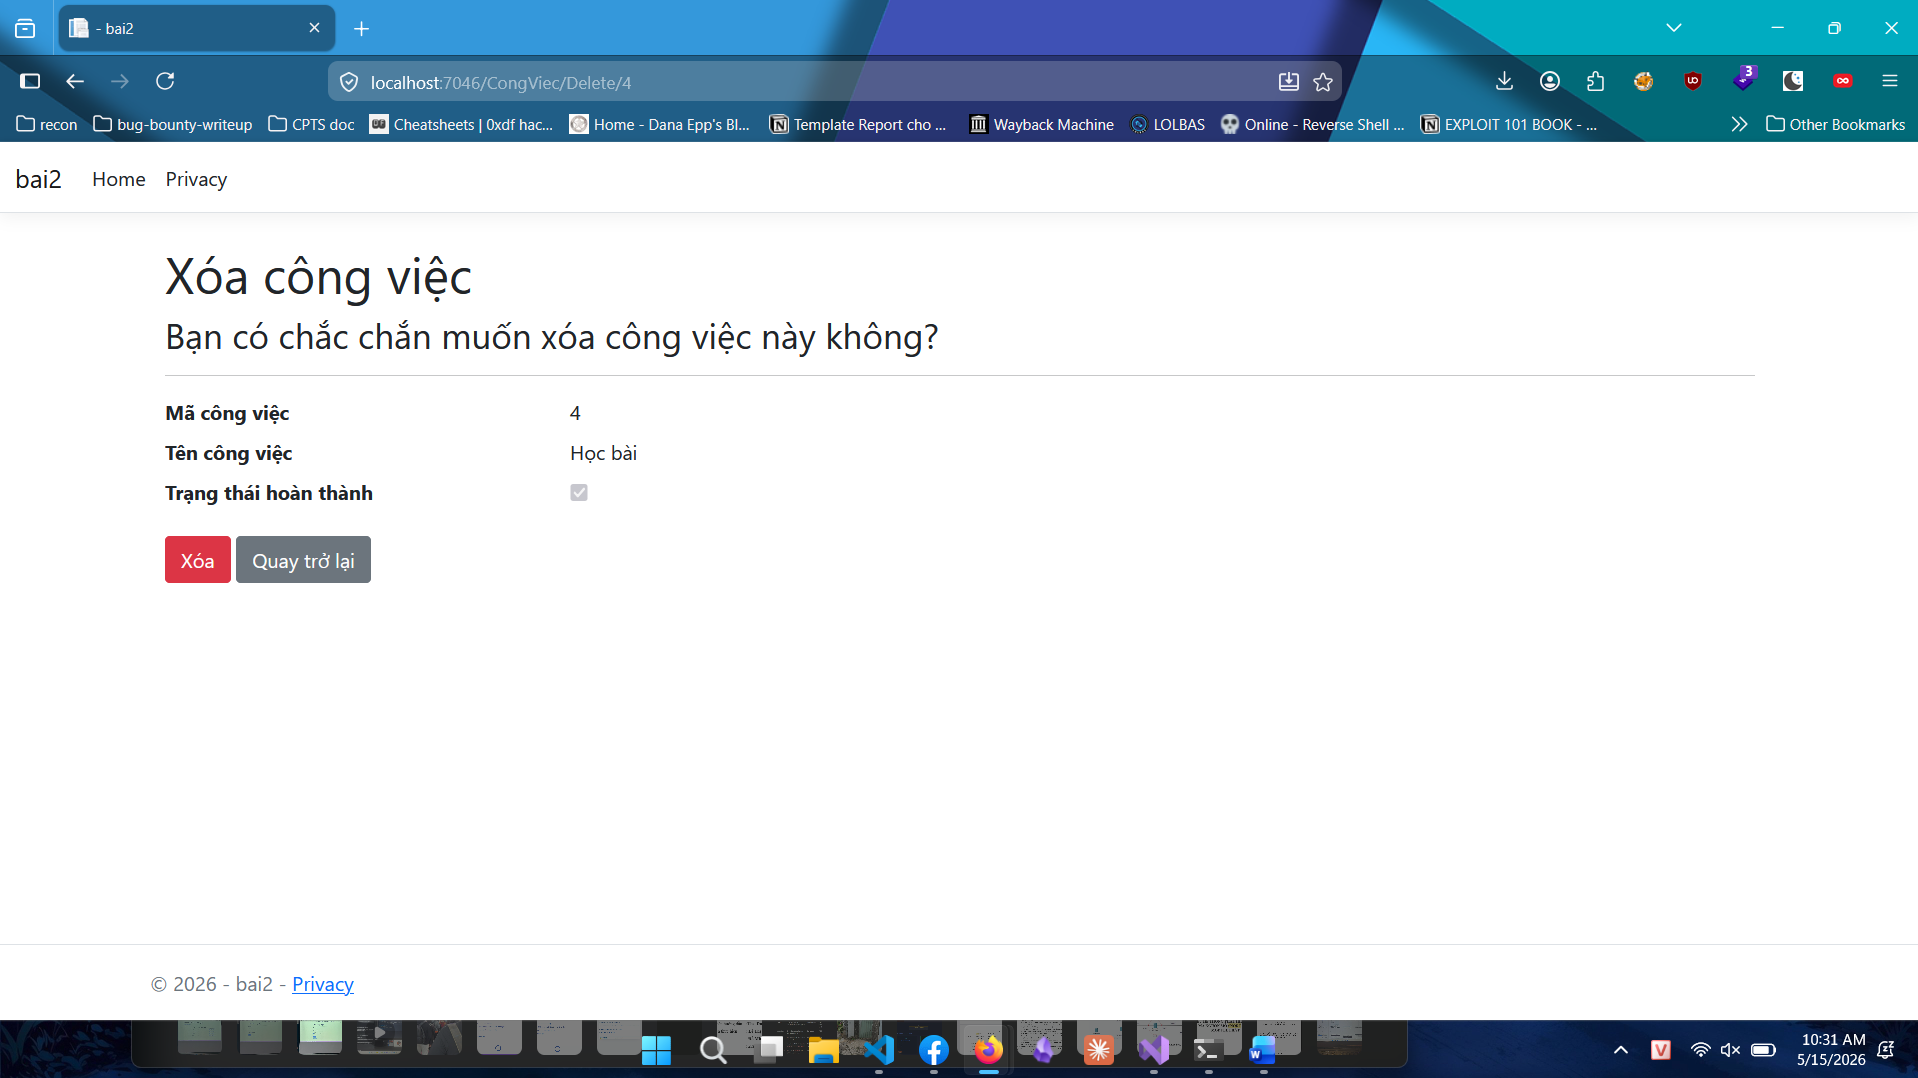 - bai2
localhost:7046/CongViec/Delete/4
3
recon
bug-bounty-writeup
CPTS doc
Cheatsheets | 0xdf hac...
Home - Dana Epp's Bl...
Template Report cho ...
Wayback Machine
LOLBAS
Online - Reverse Shell ...
EXPLOIT 101 BOOK - ...
Other Bookmarks
bai2
Home
Privacy
Xóa công việc
Bạn có chắc chắn muốn xóa công việc này không?
Mã công việc 4
Tên công việc Học bài
Trạng thái hoàn thành
Xóa
Quay trở lại
© 2026 - bai2 - Privacy
10:31 AM
5/15/2026